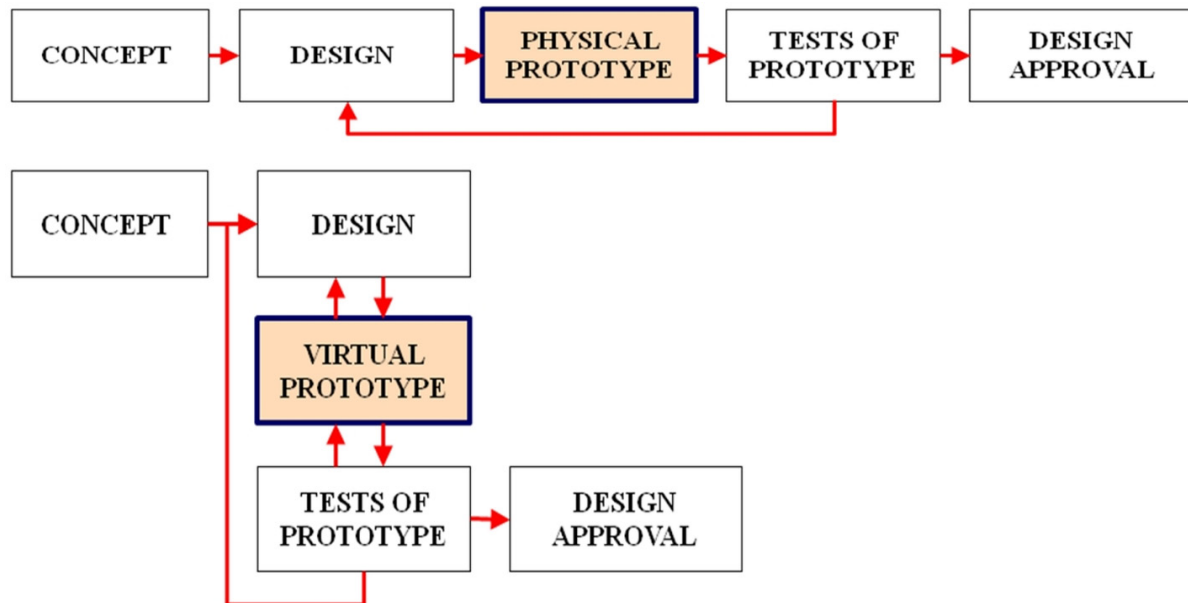 CONCEPT
DESIGN
PHYSICAL
PROTOTYPE
TESTS OF
PROTOTYPE
DESIGN
APPROVAL
CONCEPT
DESIGN
VIRTUAL
PROTOTYPE
TESTS OF
PROTOTYPE
DESIGN
APPROVAL